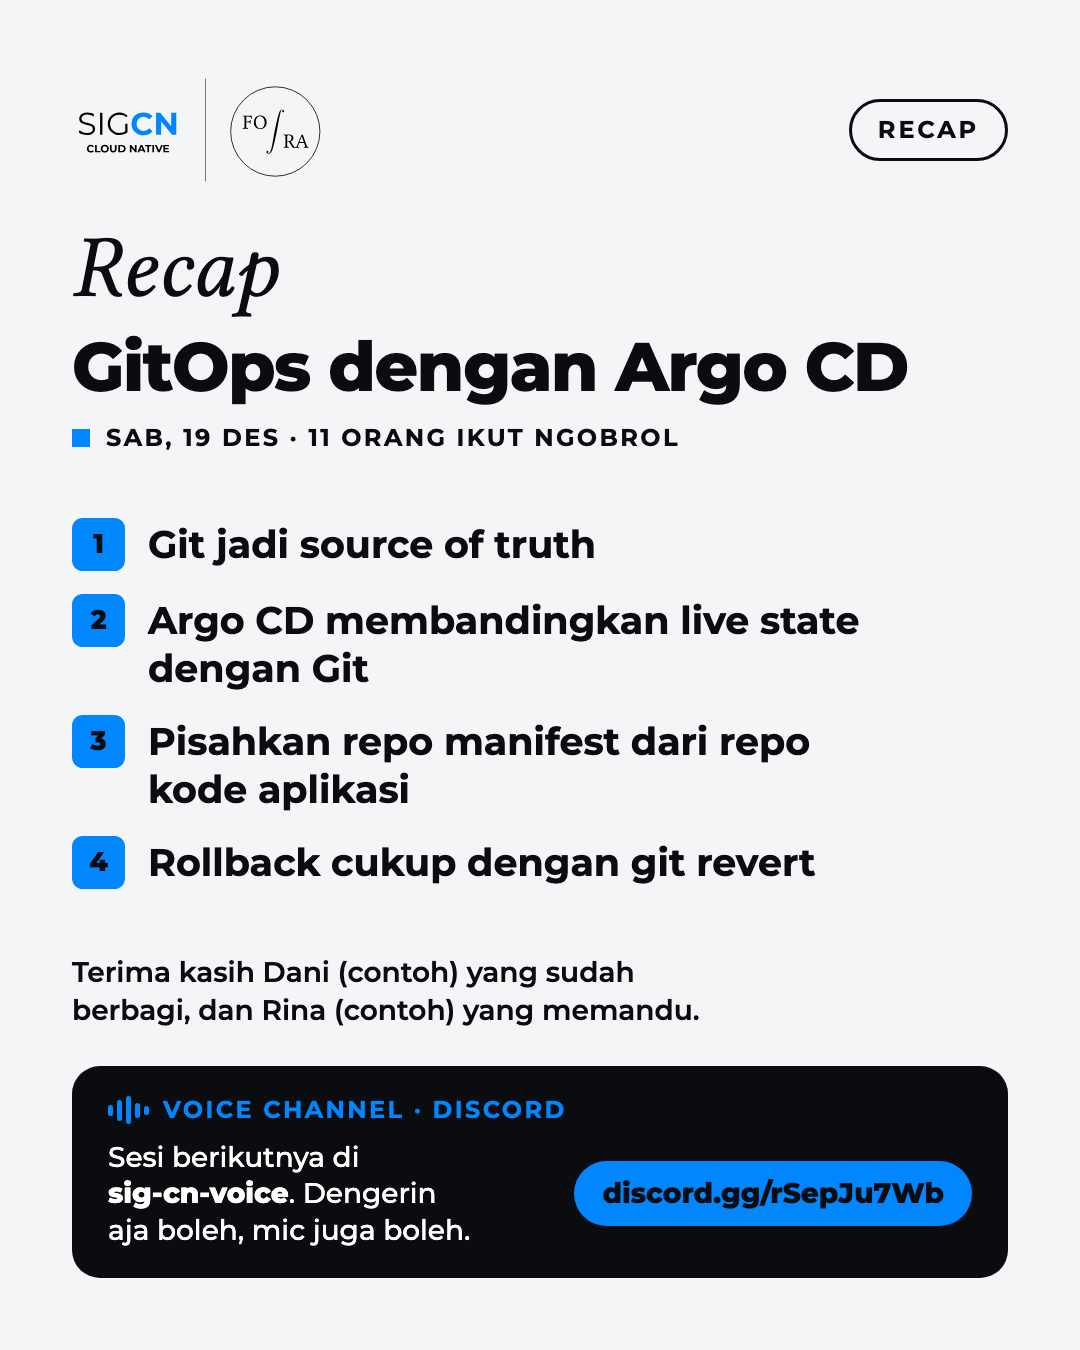 SIGCN
CLOUD NATIVE
FO RA
RECAP
Recap
GitOps dengan Argo CD
SAB, 19 DES · 11 ORANG IKUT NGOBROL
1 Git jadi source of truth
2 Argo CD membandingkan live state
dengan Git
3 Pisahkan repo manifest dari repo
kode aplikasi
4 Rollback cukup dengan git revert
Terima kasih Dani (contoh) yang sudah
berbagi, dan Rina (contoh) yang memandu.
VOICE CHANNEL · DISCORD
Sesi berikutnya di
sig-cn-voice. Dengerin
aja boleh, mic juga boleh.
discord.gg/rSepJu7Wb